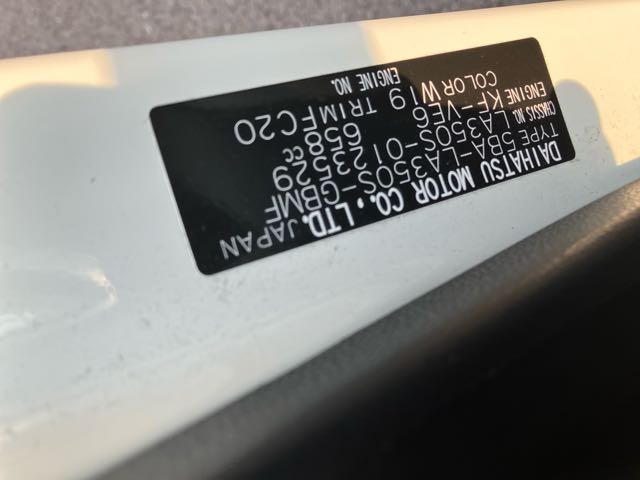 DAIHATSU MOTOR CO., LTD. JAPAN
TYPE 5BA-LA350S-GBMF
CHASSIS NO. LA350S-0123529
ENGINE KF-VE6 658cc
COLOR W19 TRIM FC20
ENGINE NO.